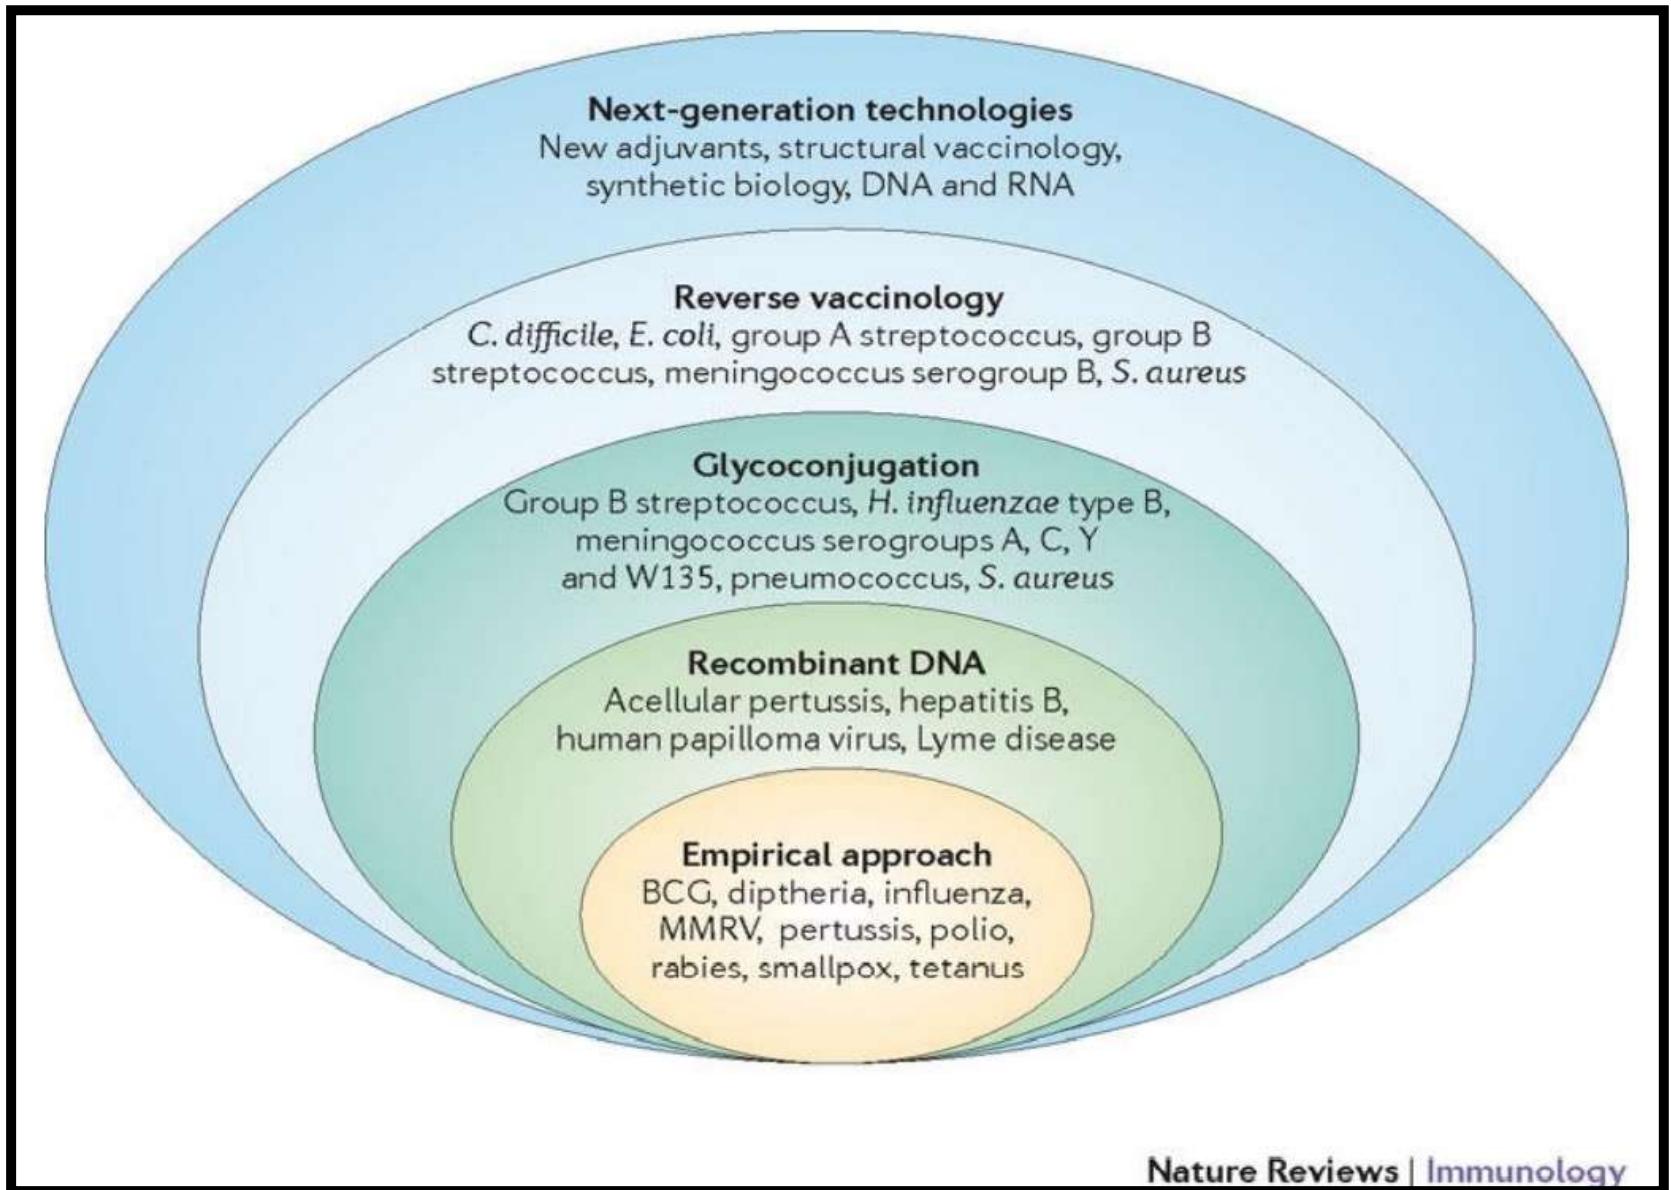 Next-generation technologies
New adjuvants, structural vaccinology,
synthetic biology, DNA and RNA
Reverse vaccinology
C. difficile, E. coli, group A streptococcus, group B
streptococcus, meningococcus serogroup B, S. aureus
Glycoconjugation
Group B streptococcus, H. influenzae type B,
meningococcus serogroups A, C, Y
and W135, pneumococcus, S. aureus
Recombinant DNA
Acellular pertussis, hepatitis B,
human papilloma virus, Lyme disease
Empirical approach
BCG, diptheria, influenza,
MMRV, pertussis, polio,
rabies, smallpox, tetanus
Nature Reviews | Immunology